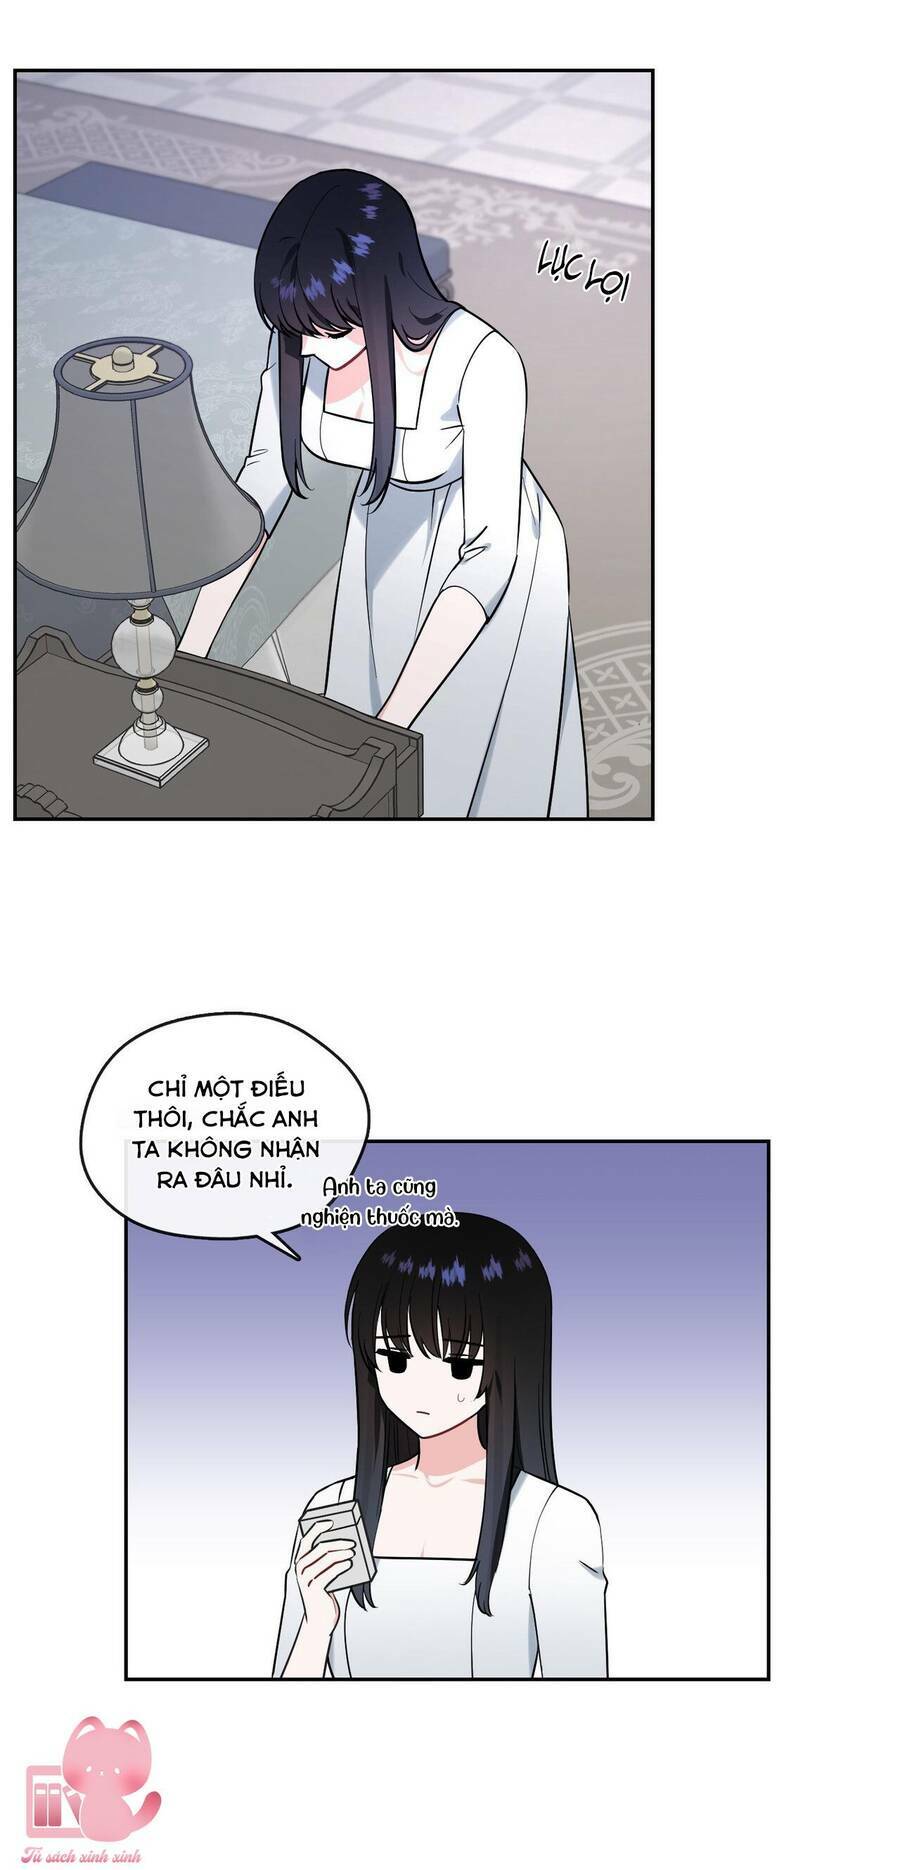 LỤC LỌI
CHỈ MỘT ĐIẾU
THÔI, CHẮC ANH
TA KHÔNG NHẬN
RA ĐÂU NHỈ.
Anh ta cũng
nghiện thuốc mà.
Tủ sách xinh xinh